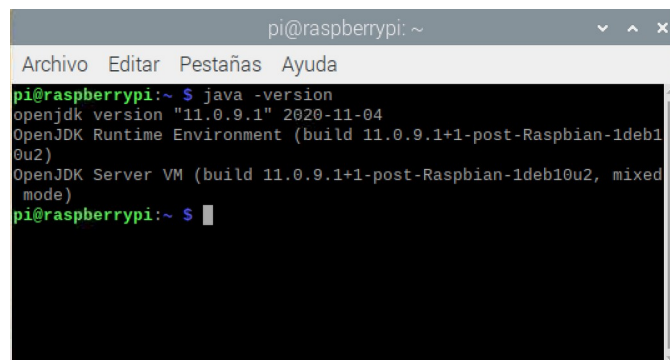 pi@raspberrypi: ~
Archivo Editar Pestañas Ayuda
pi@raspberrypi:~ $ java -version
openjdk version "11.0.9.1" 2020-11-04
OpenJDK Runtime Environment (build 11.0.9.1+1-post-Raspbian-1deb1
0u2)
OpenJDK Server VM (build 11.0.9.1+1-post-Raspbian-1deb10u2, mixed
mode)
pi@raspberrypi:~ $